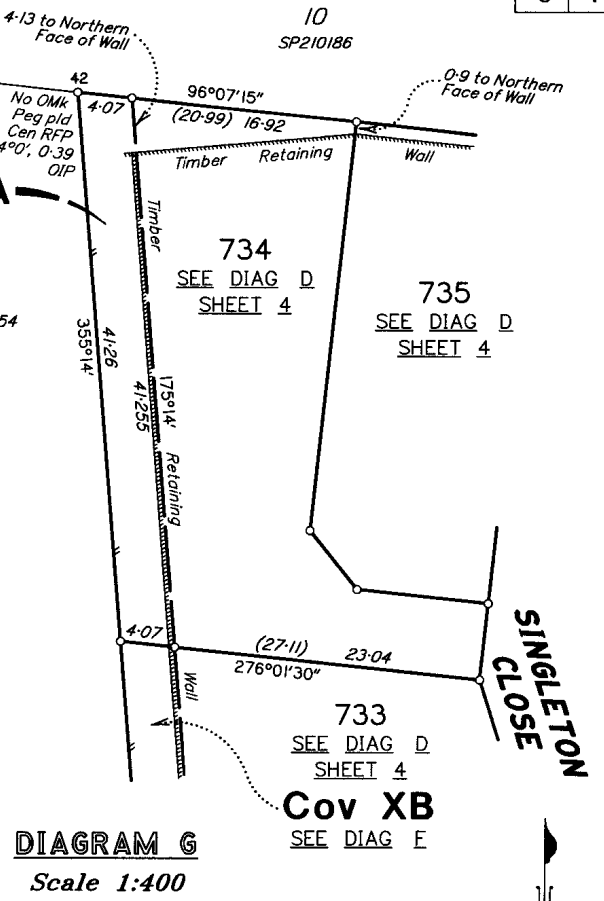 10
SP210186
4·13 to Northern
Face of Wall
0·9 to Northern
Face of Wall
42
4·07
96°07'15"
(20·99) 16·92
No OMk
Peg pld
Cen RFP
4°0', 0·39
OIP
A
Timber Retaining Wall
Timber
734
SEE DIAG D
SHEET 4
735
SEE DIAG D
SHEET 4
54
41·26
355°14'
175°14'
41·255
Retaining
4·07
(27·11) 23·04
276°01'30"
Wall
SINGLETON
CLOSE
733
SEE DIAG D
SHEET 4
Cov XB
SEE DIAG F
DIAGRAM G
Scale 1:400